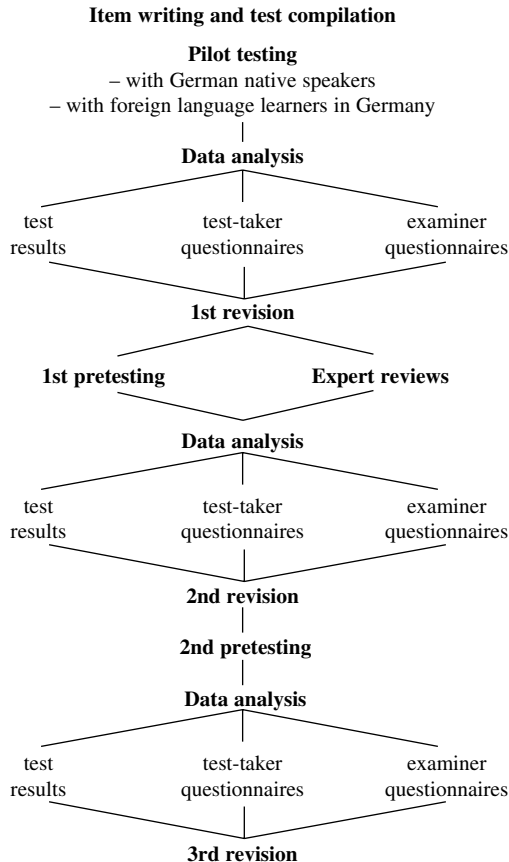 Item writing and test compilation
Pilot testing
– with German native speakers
– with foreign language learners in Germany
Data analysis
test results
test-taker questionnaires
examiner questionnaires
1st revision
1st pretesting
Expert reviews
Data analysis
test results
test-taker questionnaires
examiner questionnaires
2nd revision
2nd pretesting
Data analysis
test results
test-taker questionnaires
examiner questionnaires
3rd revision